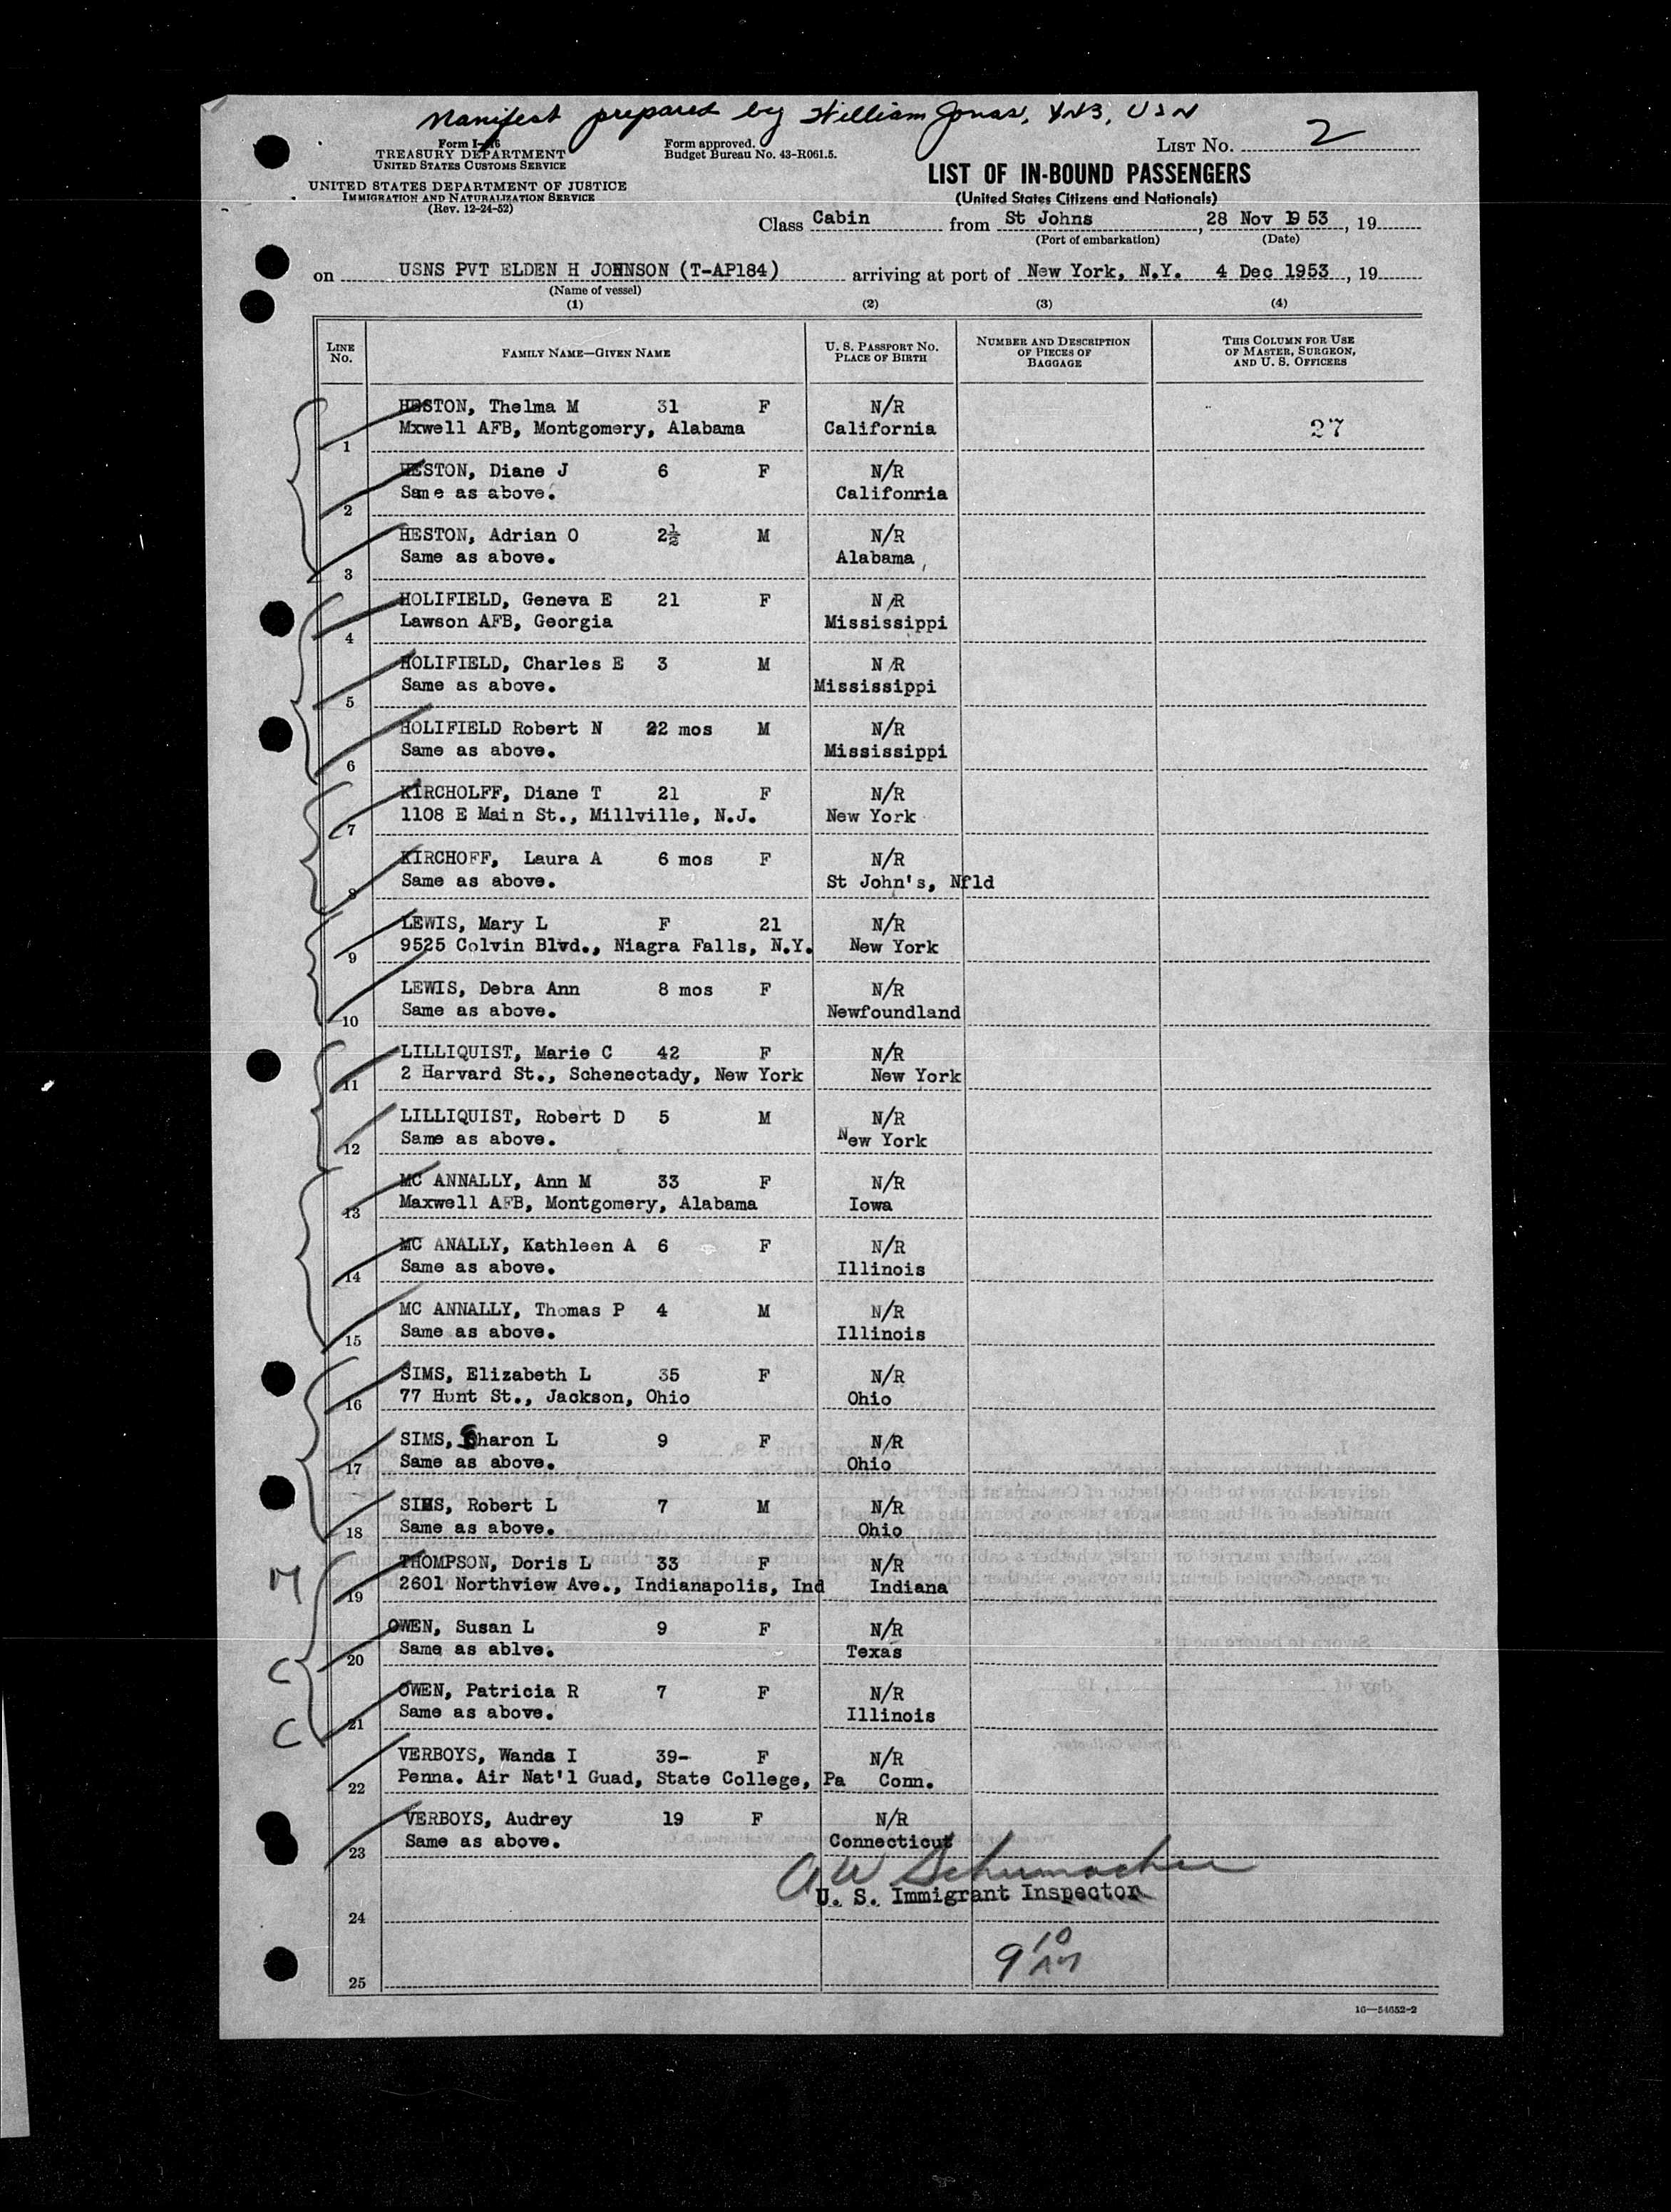 Manifest prepared by William Jonas, YN3, USN
Form I-416
TREASURY DEPARTMENT
UNITED STATES CUSTOMS SERVICE
UNITED STATES DEPARTMENT OF JUSTICE
IMMIGRATION AND NATURALIZATION SERVICE
(Rev. 12-24-52)
Form approved.
Budget Bureau No. 43-R061.5.
LIST No. 2
LIST OF IN-BOUND PASSENGERS
(United States Citizens and Nationals)
Class Cabin from St Johns, 28 Nov 1953, 19
(Port of embarkation) (Date)
on USNS PVT ELDEN H JOHNSON (T-AP184) arriving at port of New York, N.Y. 4 Dec 1953, 19
(Name of vessel)
(1) (2) (3) (4)
LINE No. FAMILY NAME—GIVEN NAME U. S. PASSPORT No. PLACE OF BIRTH NUMBER AND DESCRIPTION OF PIECES OF BAGGAGE THIS COLUMN FOR USE OF MASTER, SURGEON, AND U. S. OFFICERS
HESTON, Thelma M 31 F N/R
1 Mxwell AFB, Montgomery, Alabama California 27
HESTON, Diane J 6 F N/R
2 Same as above. Califonria
HESTON, Adrian O 2½ M N/R
3 Same as above. Alabama
HOLIFIELD, Geneva E 21 F N/R
4 Lawson AFB, Georgia Mississippi
HOLIFIELD, Charles E 3 M N/R
5 Same as above. Mississippi
HOLIFIELD Robert N 22 mos M N/R
6 Same as above. Mississippi
KIRCHOLFF, Diane T 21 F N/R
7 1108 E Main St., Millville, N.J. New York
KIRCHOFF, Laura A 6 mos F N/R
8 Same as above. St John's, Nfld
LEWIS, Mary L F 21 N/R
9 9525 Colvin Blvd., Niagra Falls, N.Y. New York
LEWIS, Debra Ann 8 mos F N/R
10 Same as above. Newfoundland
LILLIQUIST, Marie C 42 F N/R
11 2 Harvard St., Schenectady, New York New York
LILLIQUIST, Robert D 5 M N/R
12 Same as above. New York
MC ANNALLY, Ann M 33 F N/R
13 Maxwell AFB, Montgomery, Alabama Iowa
MC ANALLY, Kathleen A 6 F N/R
14 Same as above. Illinois
MC ANNALLY, Thomas P 4 M N/R
15 Same as above. Illinois
SIMS, Elizabeth L 35 F N/R
16 77 Hunt St., Jackson, Ohio Ohio
SIMS, Sharon L 9 F N/R
17 Same as above. Ohio
SIMS, Robert L 7 M N/R
18 Same as above. Ohio
M THOMPSON, Doris L 33 F N/R
19 2601 Northview Ave., Indianapolis, Ind Indiana
OWEN, Susan L 9 F N/R
C 20 Same as ablve. Texas
OWEN, Patricia R 7 F N/R
C 21 Same as above. Illinois
VERBOYS, Wanda I 39- F N/R
22 Penna. Air Nat'l Guad, State College, Pa Conn.
VERBOYS, Audrey 19 F N/R
23 Same as above. Connecticut
A W Schumacher
U. S. Immigrant Inspector
24
9 10 AM
25
16—54652-2